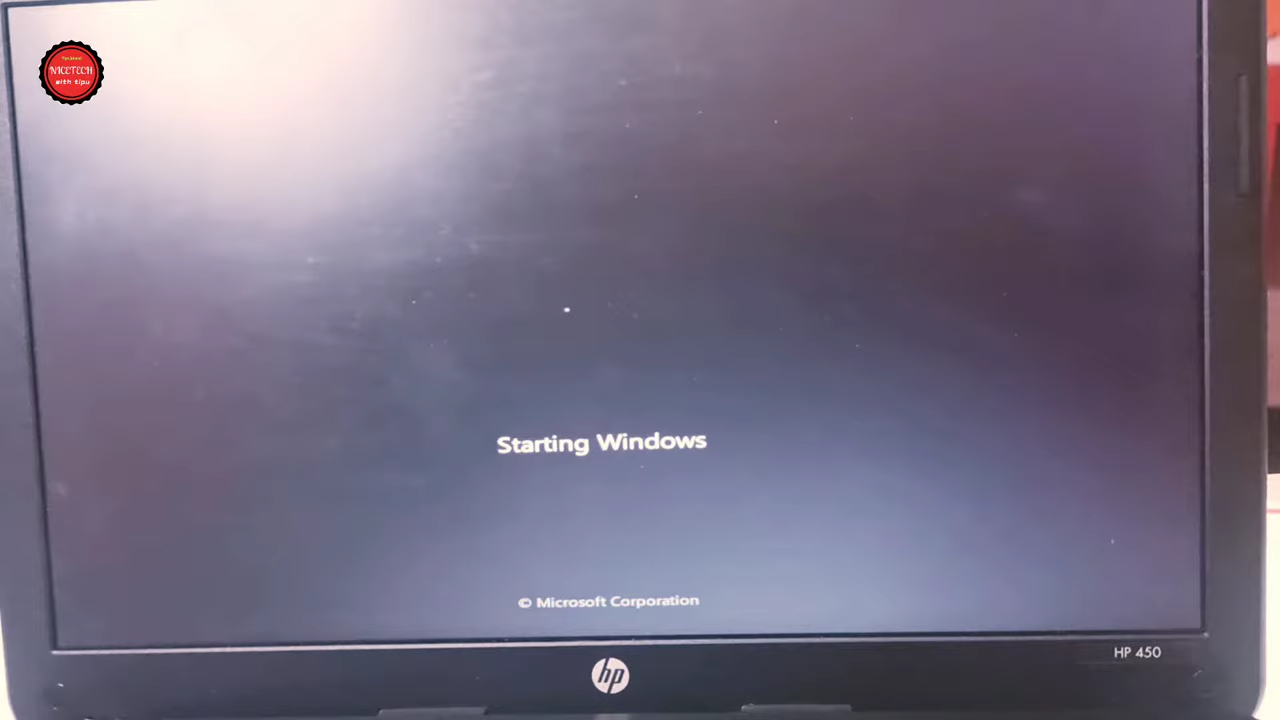 NICETECH
with tipu
Starting Windows
© Microsoft Corporation
HP 450
hp